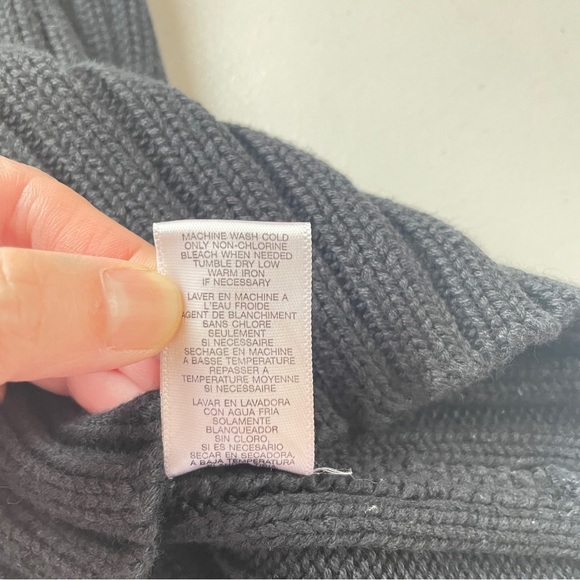 MACHINE WASH COLD
ONLY NON-CHLORINE
BLEACH WHEN NEEDED
TUMBLE DRY LOW
WARM IRON
IF NECESSARY
LAVER EN MACHINE A
L'EAU FROIDE
AGENT DE BLANCHIMENT
SANS CHLORE
SEULEMENT
SI NECESSAIRE
SECHAGE EN MACHINE
A BASSE TEMPERATURE
REPASSER A
TEMPERATURE MOYENNE
SI NECESSAIRE
LAVAR EN LAVADORA
CON AGUA FRIA
SOLAMENTE
BLANQUEADOR
SIN CLORO,
SI ES NECESARIO
SECAR EN SECADORA,
A BAJA TEMPERATURA